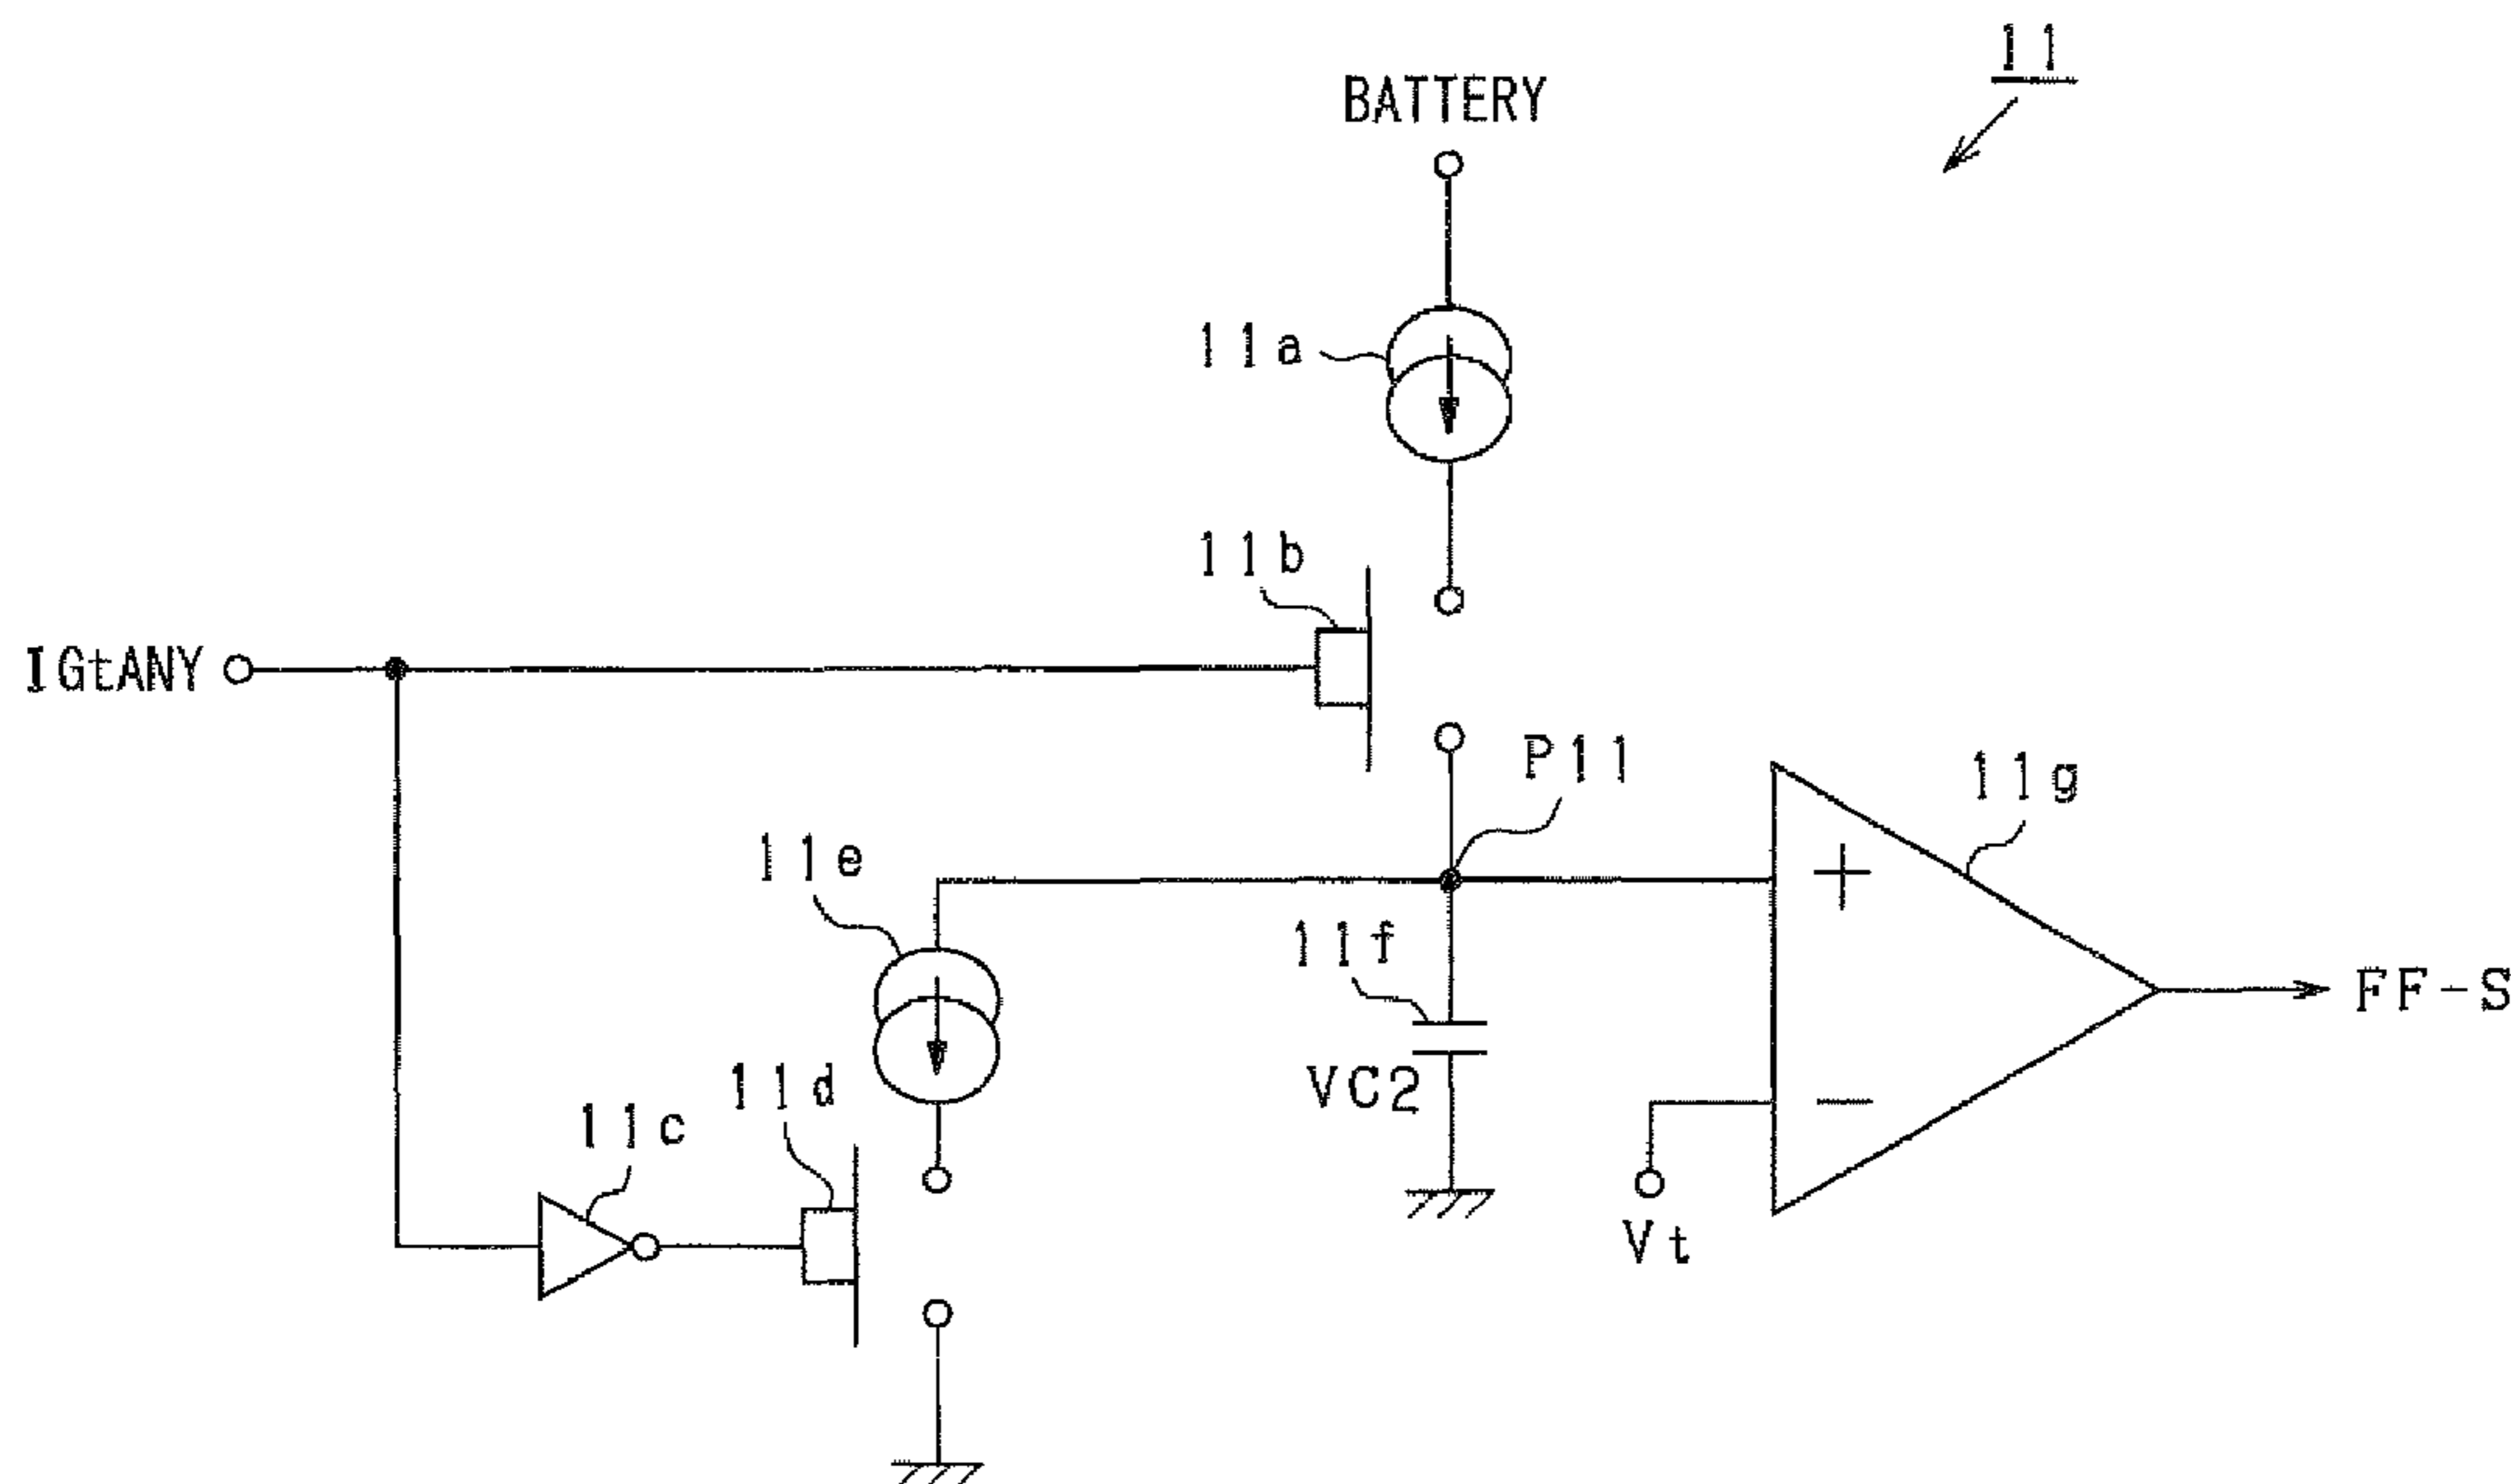 11
BATTERY
11a
11b
IGtANY
P11
11g
11e
+
11f
FF-S
11d
VC2
11c
−
Vt